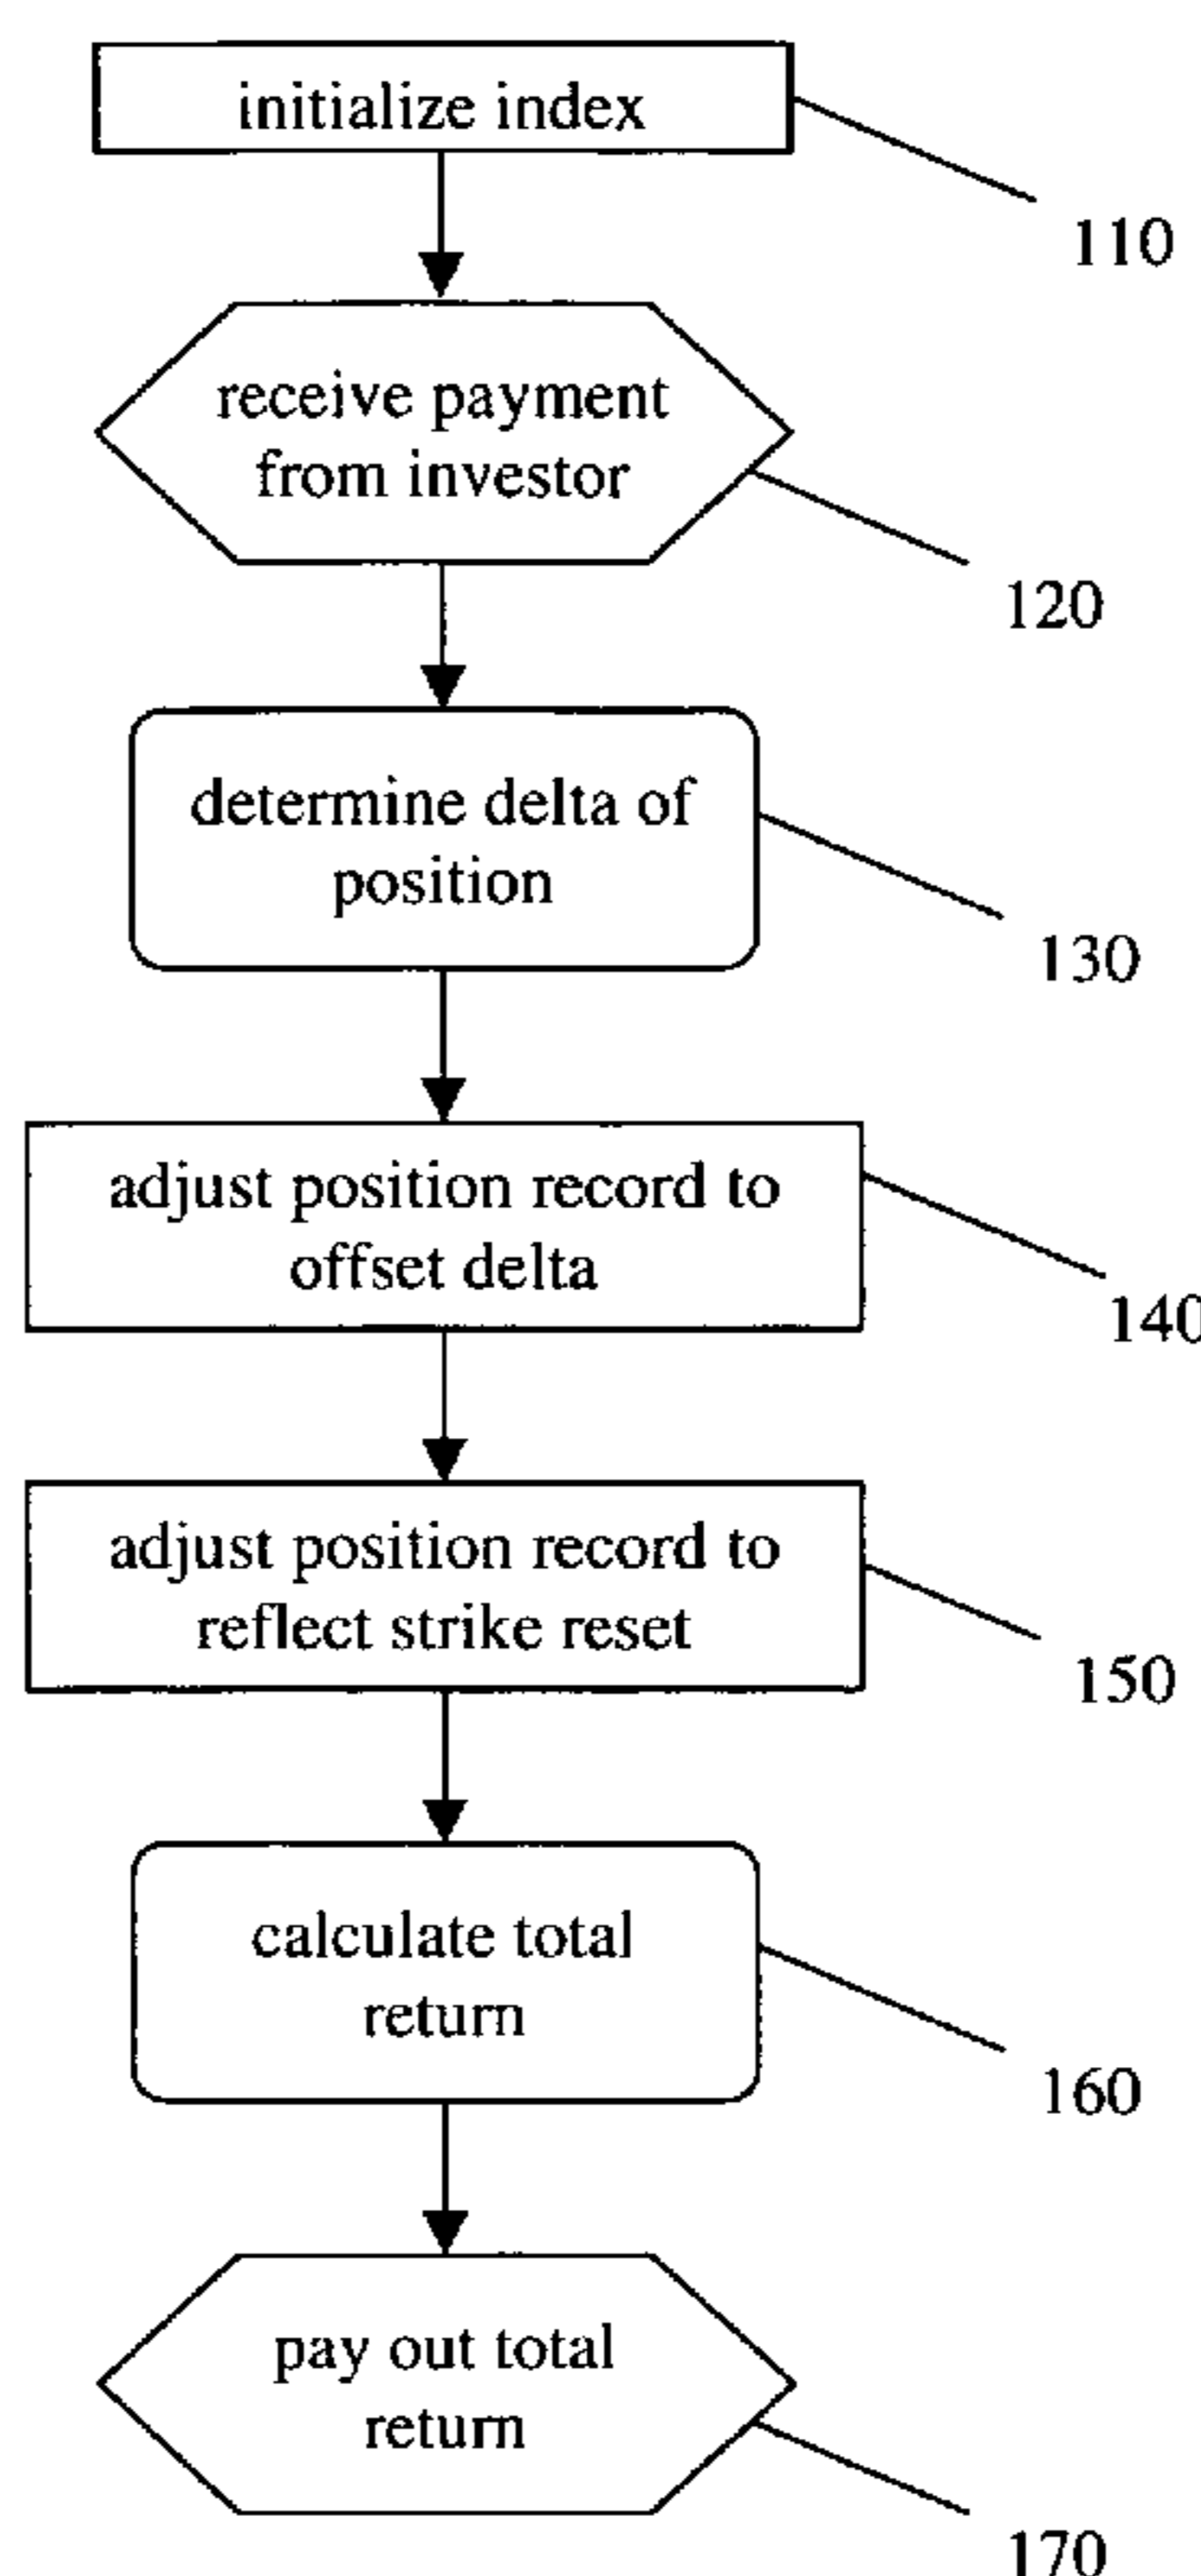 initialize index
110
receive payment
from investor
120
determine delta of
position
130
adjust position record to
offset delta
140
adjust position record to
reflect strike reset
150
calculate total
return
160
pay out total
return
170